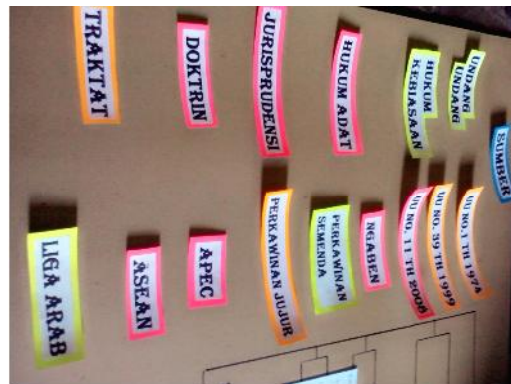 SUMBER
UNDANG
UNDANG
HUKUM
KEBIASAAN
HUKUM ADAT
JURISPRUDENSI
DOKTRIN
TRAKTAT
UU NO.1 TH 1974
UU NO. 39 TH 1999
UU NO. 11 TH 2008
NGABEN
PERKAWINAN
SEMENDA
PERKAWINAN JUJUR
APEC
ASEAN
LIGA ARAB